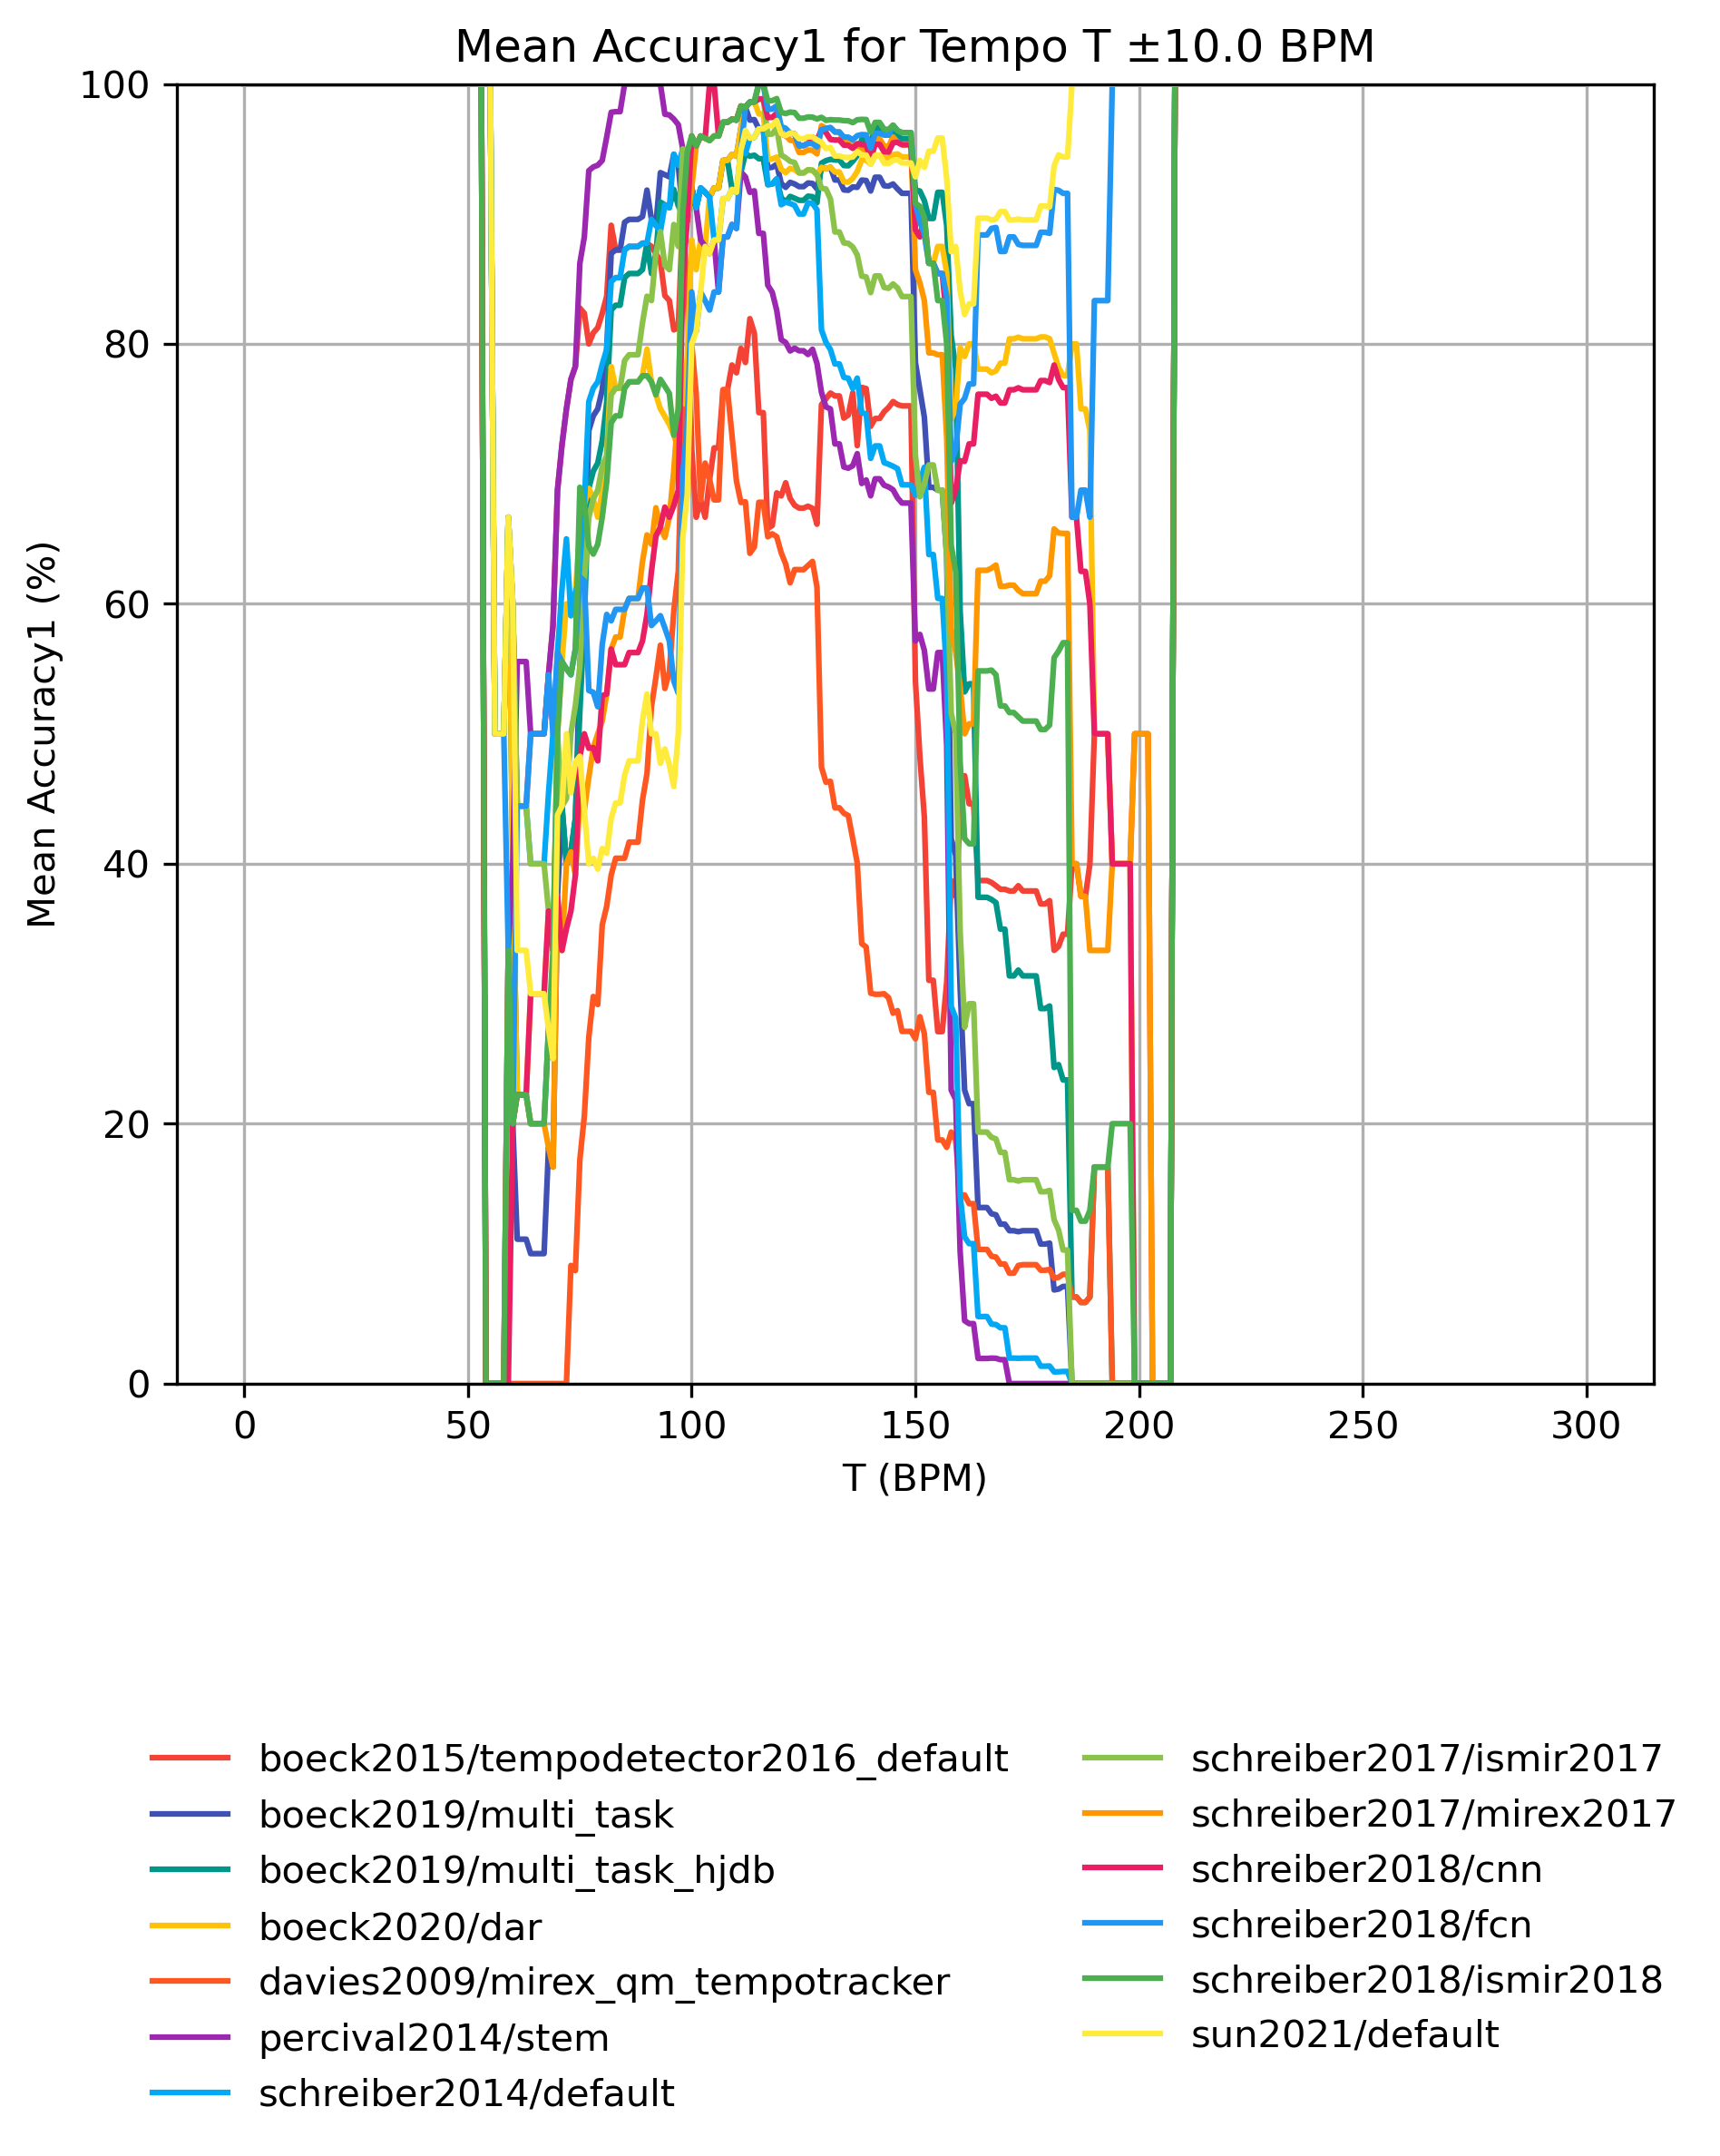 Mean Accuracy1 for Tempo T ±10.0 BPM
100
80
60
40
20
0
Mean Accuracy1 (%)
0 50 100 150 200 250 300
T (BPM)
boeck2015/tempodetector2016_default
boeck2019/multi_task
boeck2019/multi_task_hjdb
boeck2020/dar
davies2009/mirex_qm_tempotracker
percival2014/stem
schreiber2014/default
schreiber2017/ismir2017
schreiber2017/mirex2017
schreiber2018/cnn
schreiber2018/fcn
schreiber2018/ismir2018
sun2021/default